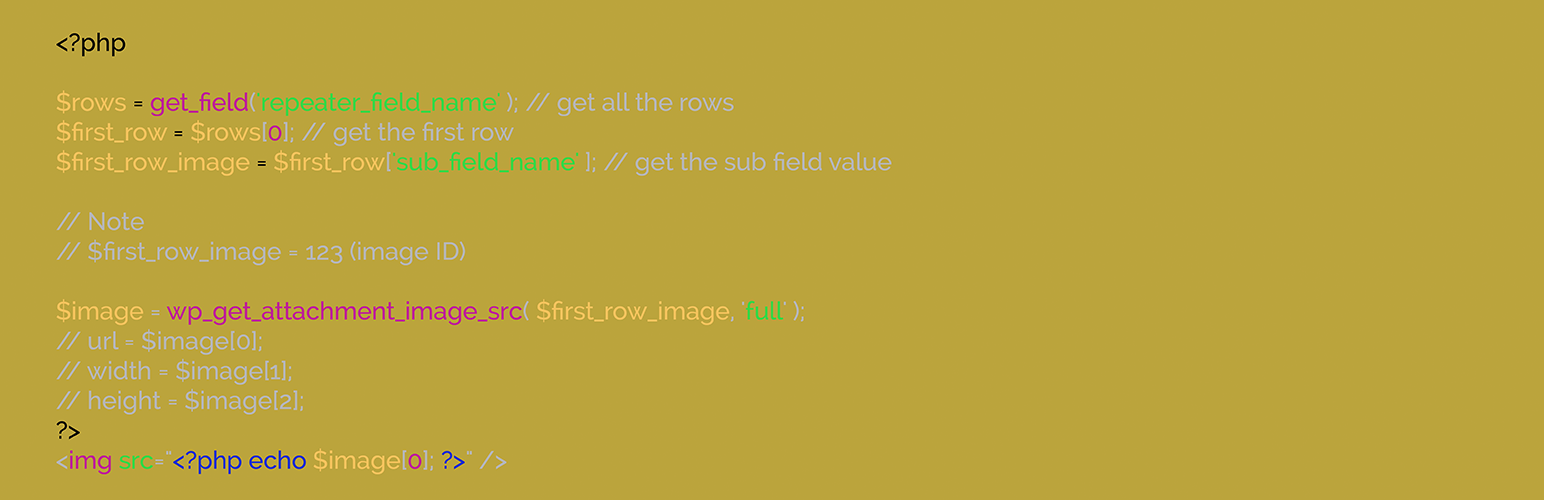 <?php
$rows = get_field('repeater_field_name' ); // get all the rows
$first_row = $rows[0]; // get the first row
$first_row_image = $first_row['sub_field_name' ]; // get the sub field value
// Note
// $first_row_image = 123 (image ID)
$image = wp_get_attachment_image_src( $first_row_image, 'full' );
// url = $image[0];
// width = $image[1];
// height = $image[2];
?>
<img src="<?php echo $image[0]; ?>" />